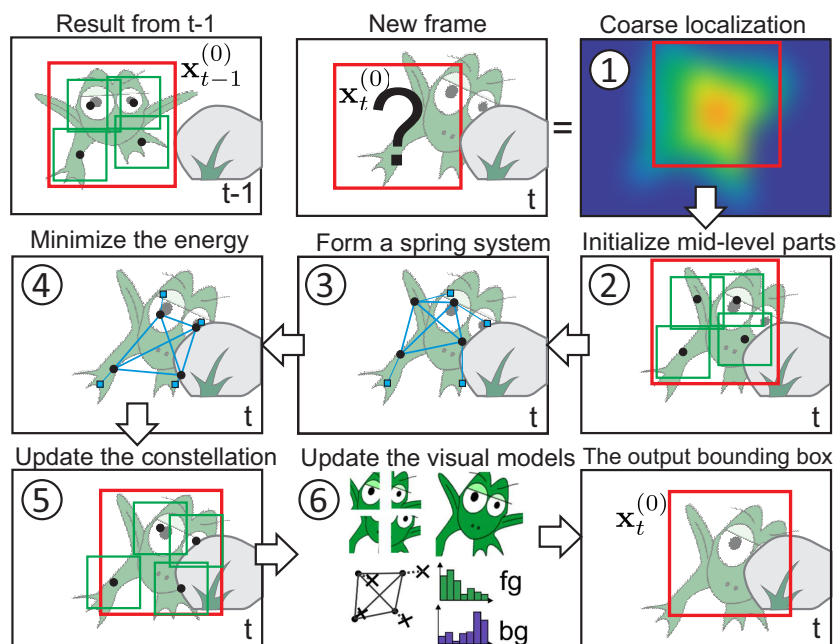 Result from t-1
x_{t-1}^{(0)}
t-1
New frame
x_t^{(0)}
?
t
=
Coarse localization
1
Minimize the energy
4
t
Form a spring system
3
t
Initialize mid-level parts
2
t
Update the constellation
5
t
Update the visual models
6
fg
bg
The output bounding box
x_t^{(0)}
t